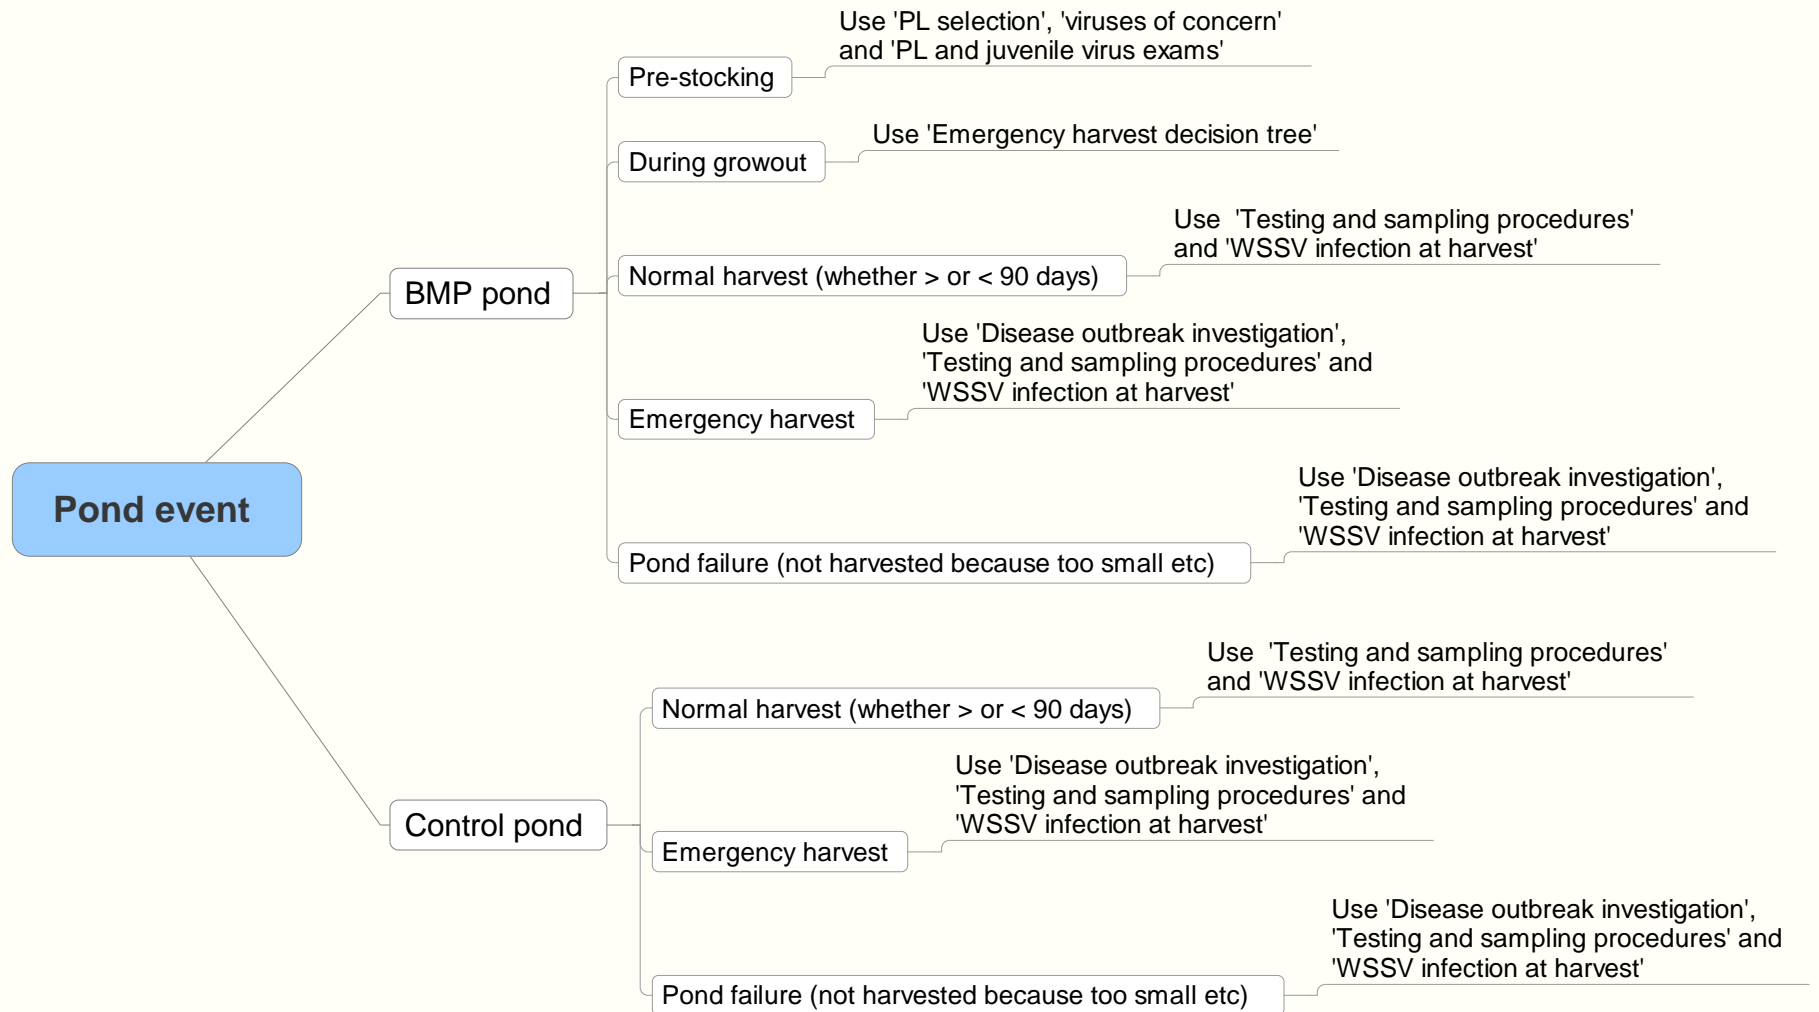 Pond event
BMP pond
Pre-stocking
Use 'PL selection', 'viruses of concern'
and 'PL and juvenile virus exams'
During growout
Use 'Emergency harvest decision tree'
Normal harvest (whether > or < 90 days)
Use  'Testing and sampling procedures'
and 'WSSV infection at harvest'
Emergency harvest
Use 'Disease outbreak investigation',
'Testing and sampling procedures' and
'WSSV infection at harvest'
Pond failure (not harvested because too small etc)
Use 'Disease outbreak investigation',
'Testing and sampling procedures' and
'WSSV infection at harvest'
Control pond
Normal harvest (whether > or < 90 days)
Use  'Testing and sampling procedures'
and 'WSSV infection at harvest'
Emergency harvest
Use 'Disease outbreak investigation',
'Testing and sampling procedures' and
'WSSV infection at harvest'
Pond failure (not harvested because too small etc)
Use 'Disease outbreak investigation',
'Testing and sampling procedures' and
'WSSV infection at harvest'